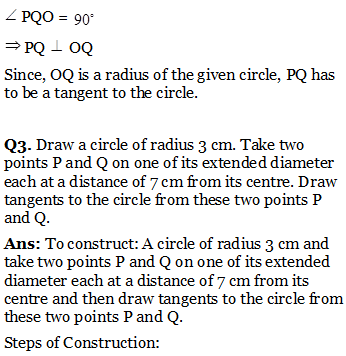 ∠ PQO = 90°
⇒ PQ ⊥ OQ
Since, OQ is a radius of the given circle, PQ has
to be a tangent to the circle.
Q3. Draw a circle of radius 3 cm. Take two
points P and Q on one of its extended diameter
each at a distance of 7 cm from its centre. Draw
tangents to the circle from these two points P
and Q.
Ans: To construct: A circle of radius 3 cm and
take two points P and Q on one of its extended
diameter each at a distance of 7 cm from its
centre and then draw tangents to the circle from
these two points P and Q.
Steps of Construction: